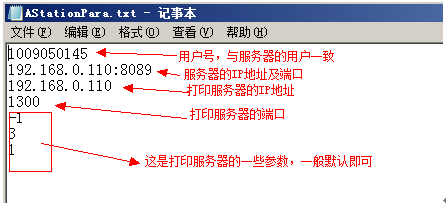 AStationPara.txt - 记事本
文件(F) 编辑(E) 格式(O) 查看(V) 帮助(H)
1009050145
用户号，与服务器的用户一致
192.168.0.110:8089
服务器的IP地址及端口
192.168.0.110
打印服务器的IP地址
1300
打印服务器的端口
-1
3
1
这是打印服务器的一些参数，一般默认即可